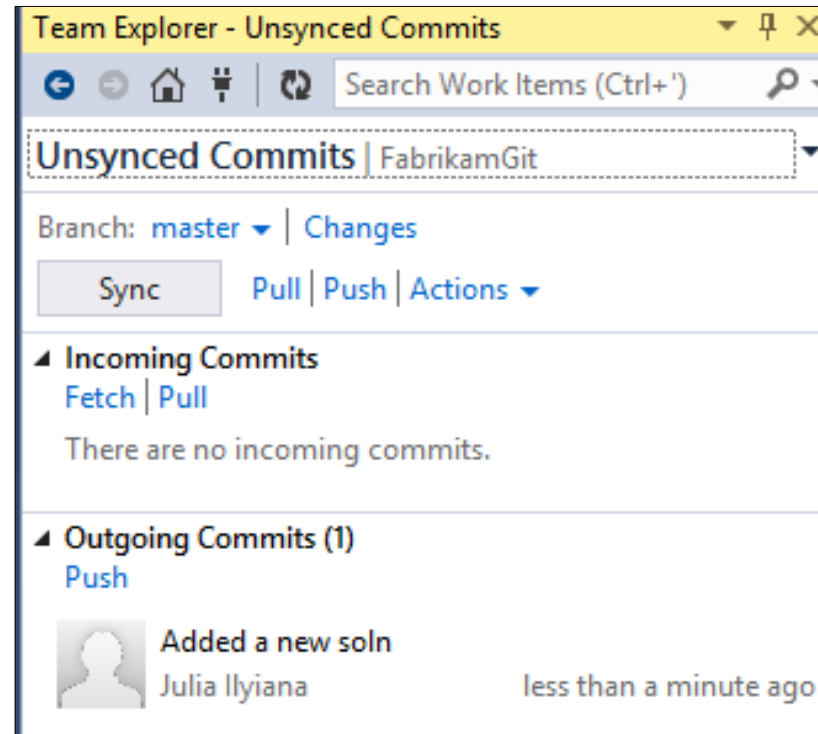 Team Explorer - Unsynced Commits
Search Work Items (Ctrl+')
Unsynced Commits | FabrikamGit
Branch: master | Changes
Sync Pull | Push | Actions
Incoming Commits
Fetch | Pull
There are no incoming commits.
Outgoing Commits (1)
Push
Added a new soln
Julia Ilyiana less than a minute ago